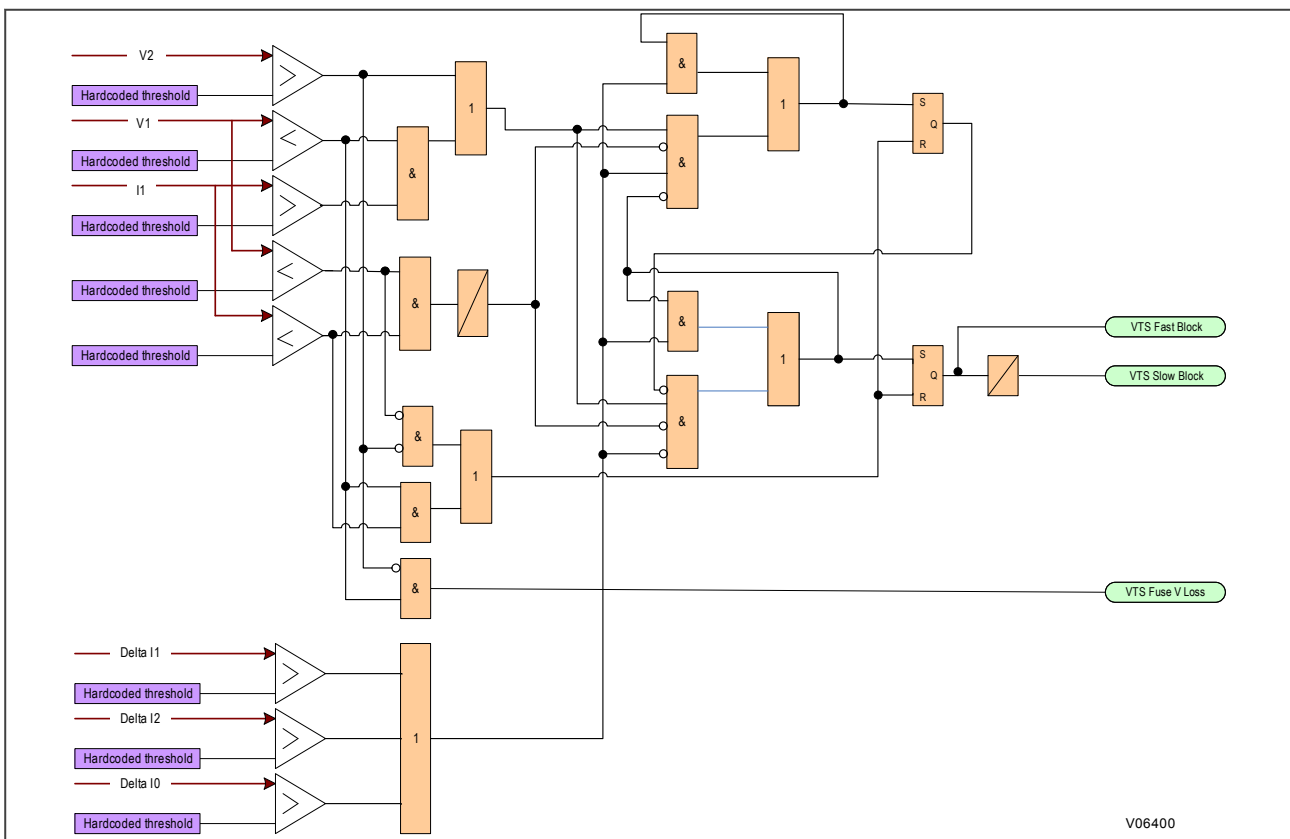 V2
>
Hardcoded threshold
V1
<
Hardcoded threshold
I1
>
Hardcoded threshold
<
Hardcoded threshold
<
Hardcoded threshold
1
&
&
&
&
1
&
&
&
1
S
Q
R
&
&
1
S
Q
R
VTS Fast Block
VTS Slow Block
VTS Fuse V Loss
Delta I1
>
Hardcoded threshold
Delta I2
>
Hardcoded threshold
Delta I0
>
Hardcoded threshold
1
V06400